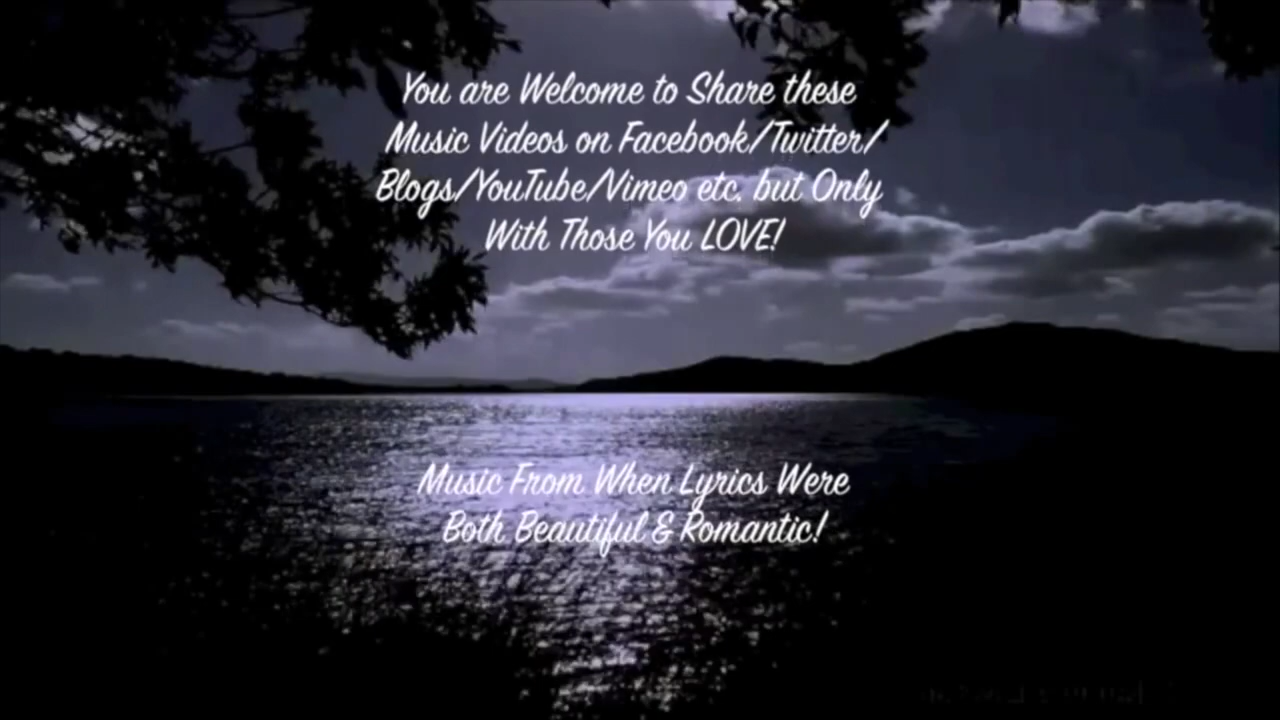 You are Welcome to Share these
Music Videos on Facebook/Twitter/
Blogs/YouTube/Vimeo etc. but Only
With Those You LOVE!
Music From When Lyrics Were
Both Beautiful & Romantic!